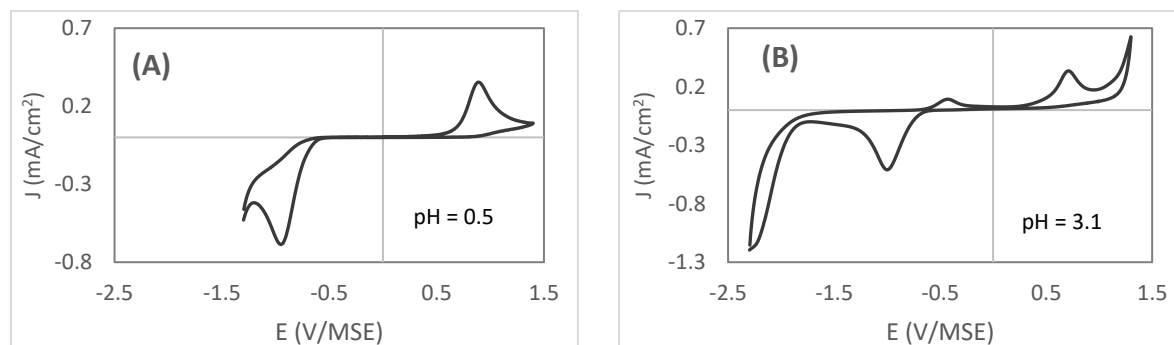 (A)
0.7
0.2
-0.3
-0.8
J (mA/cm²)
pH = 0.5
-2.5 -1.5 -0.5 0.5 1.5
E (V/MSE)
(B)
0.7
0.2
-0.3
-0.8
-1.3
J (mA/cm²)
pH = 3.1
-2.5 -1.5 -0.5 0.5 1.5
E (V/MSE)